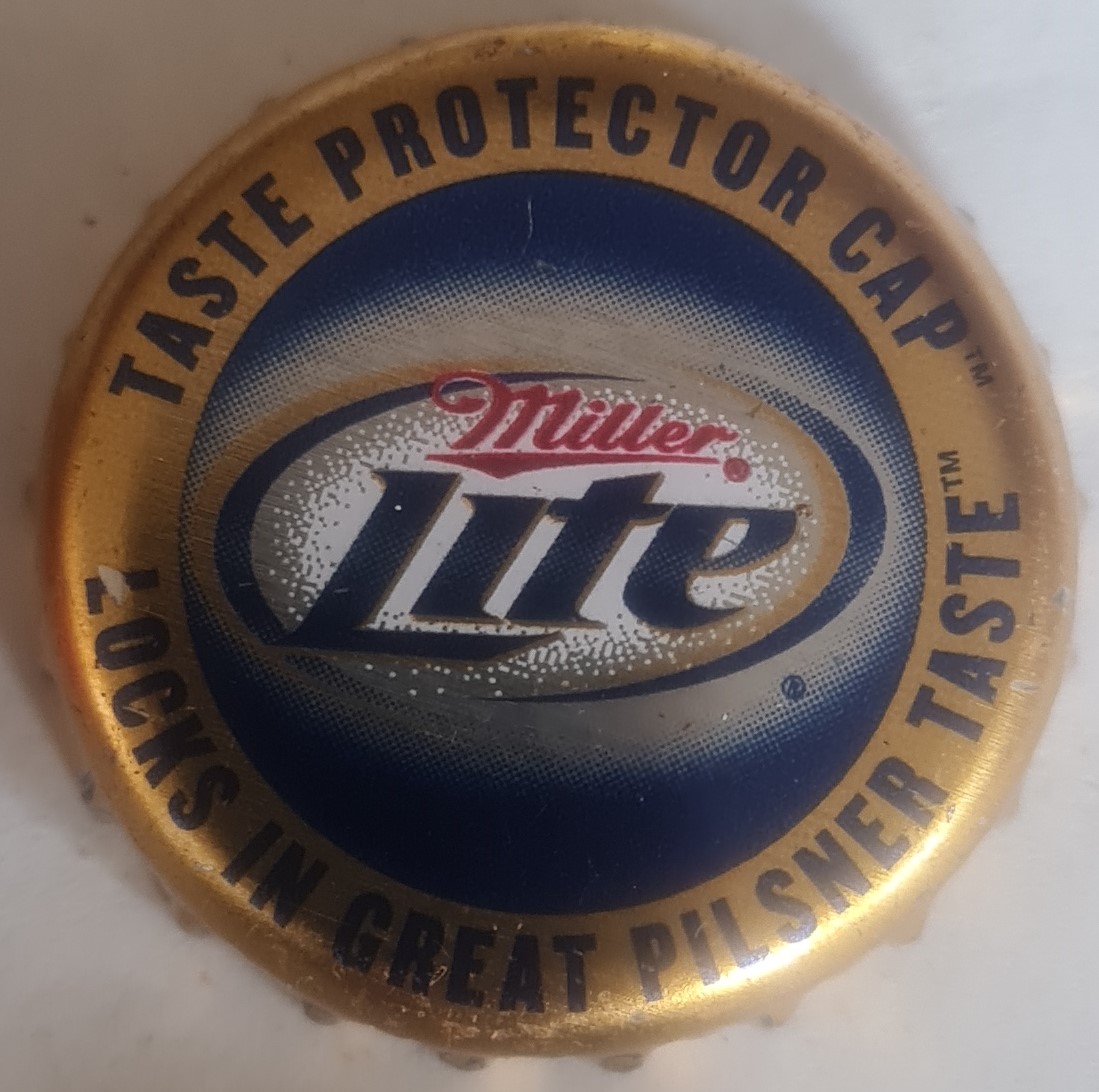 TASTE PROTECTOR CAP™
Miller®
Lite
®
LOCKS IN GREAT PILSNER TASTE™